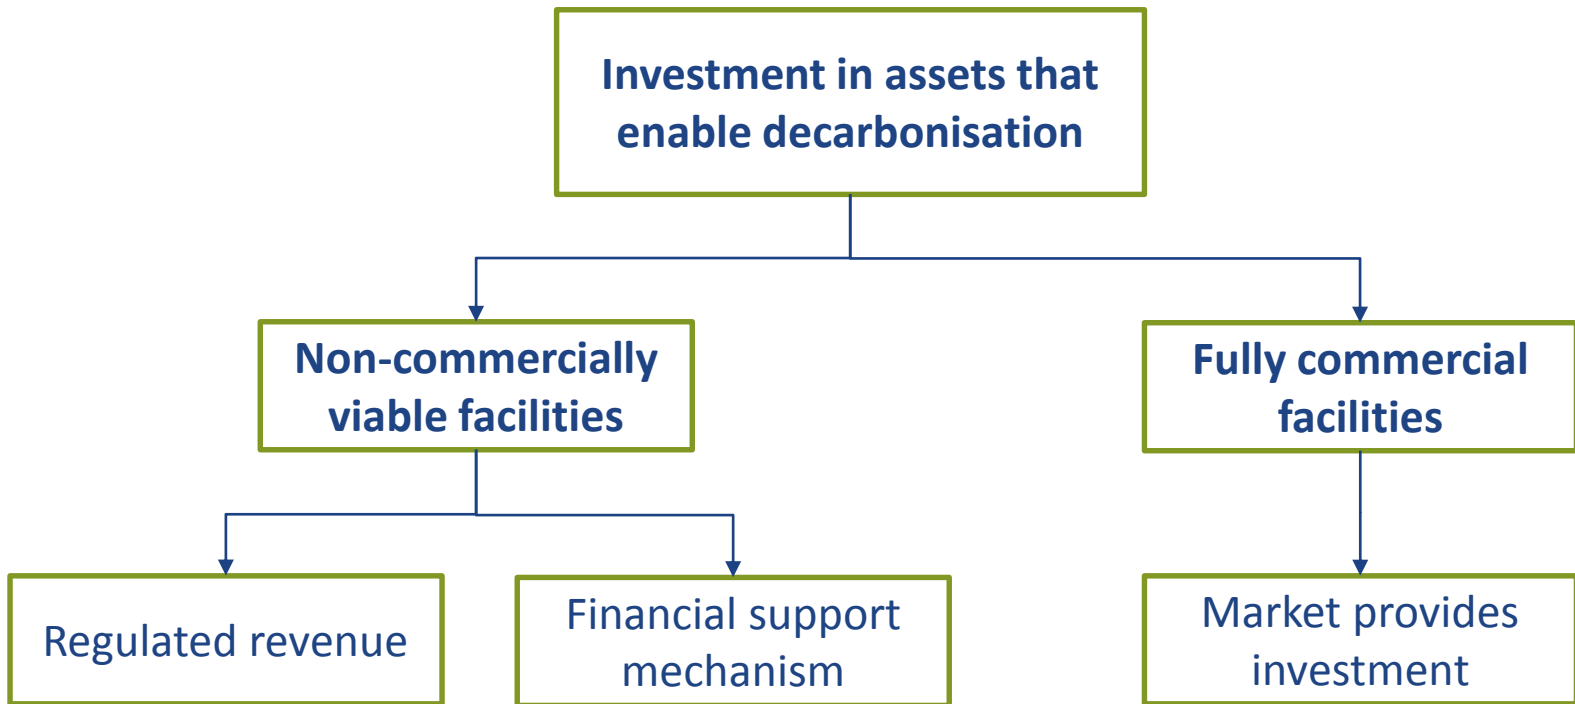 Investment in assets that
enable decarbonisation
Non-commercially
viable facilities
Fully commercial
facilities
Regulated revenue
Financial support
mechanism
Market provides
investment